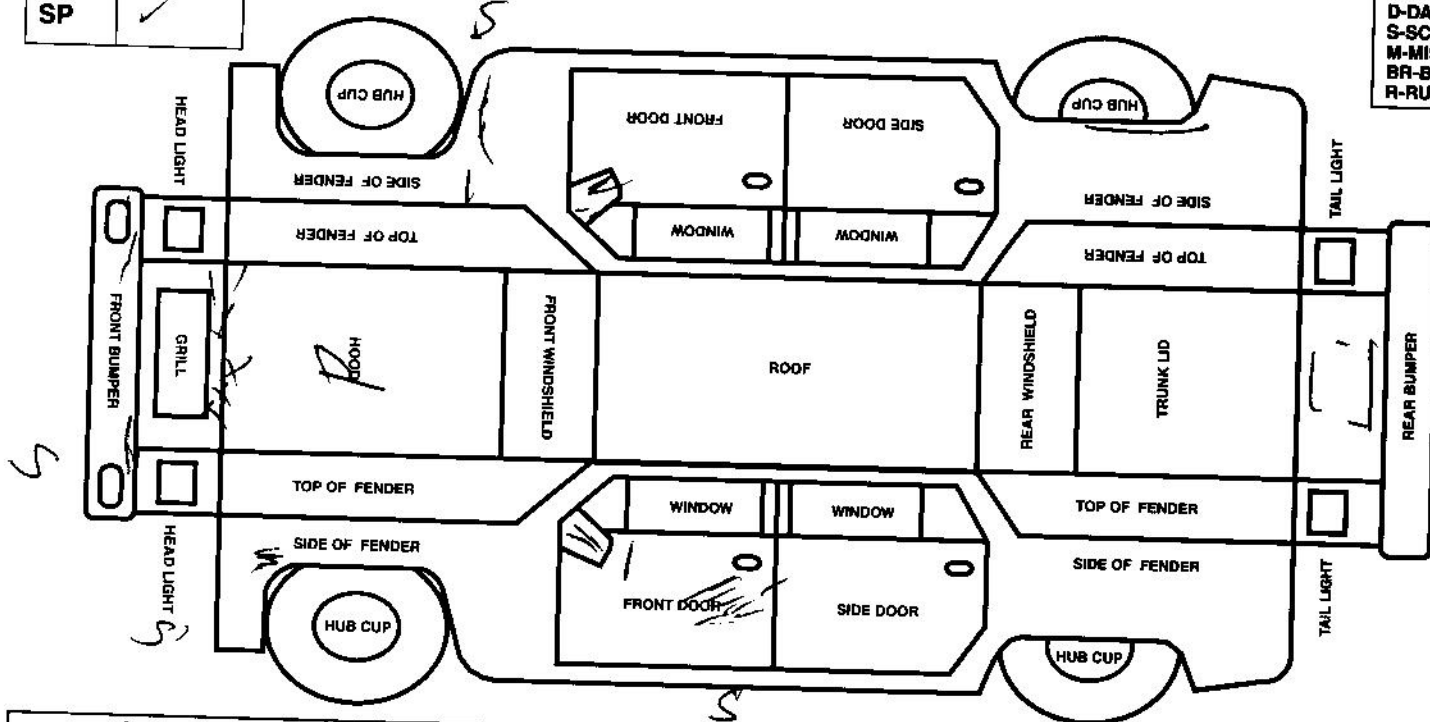 SP ✓
D-DA
S-SC
M-MIS
BR-B
R-RU
S
HUB CUP
HUB CUP
HEAD LIGHT
FRONT DOOR
SIDE DOOR
TAIL LIGHT
SIDE OF FENDER
SIDE OF FENDER
TOP OF FENDER
WINDOW
WINDOW
TOP OF FENDER
FRONT BUMPER
GRILL
HOOD
FRONT WINDSHIELD
ROOF
REAR WINDSHIELD
TRUNK LID
REAR BUMPER
S
TOP OF FENDER
WINDOW
WINDOW
TOP OF FENDER
SIDE OF FENDER
SIDE OF FENDER
HEAD LIGHT
S
FRONT DOOR
SIDE DOOR
TAIL LIGHT
HUB CUP
HUB CUP
S